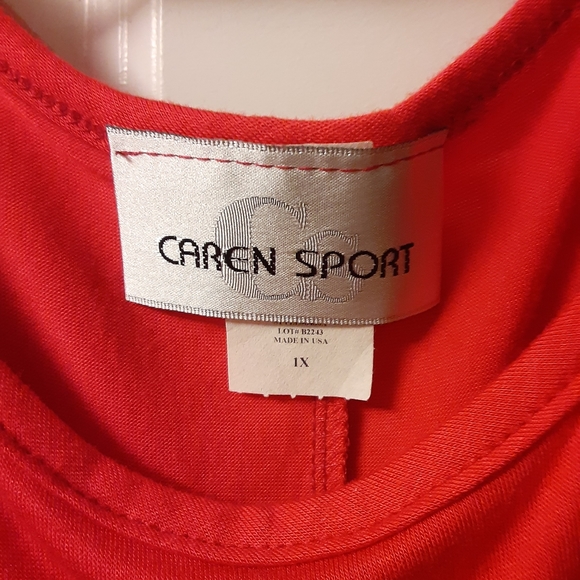 CAREN SPORT
LOT# B2243
MADE IN USA
1X